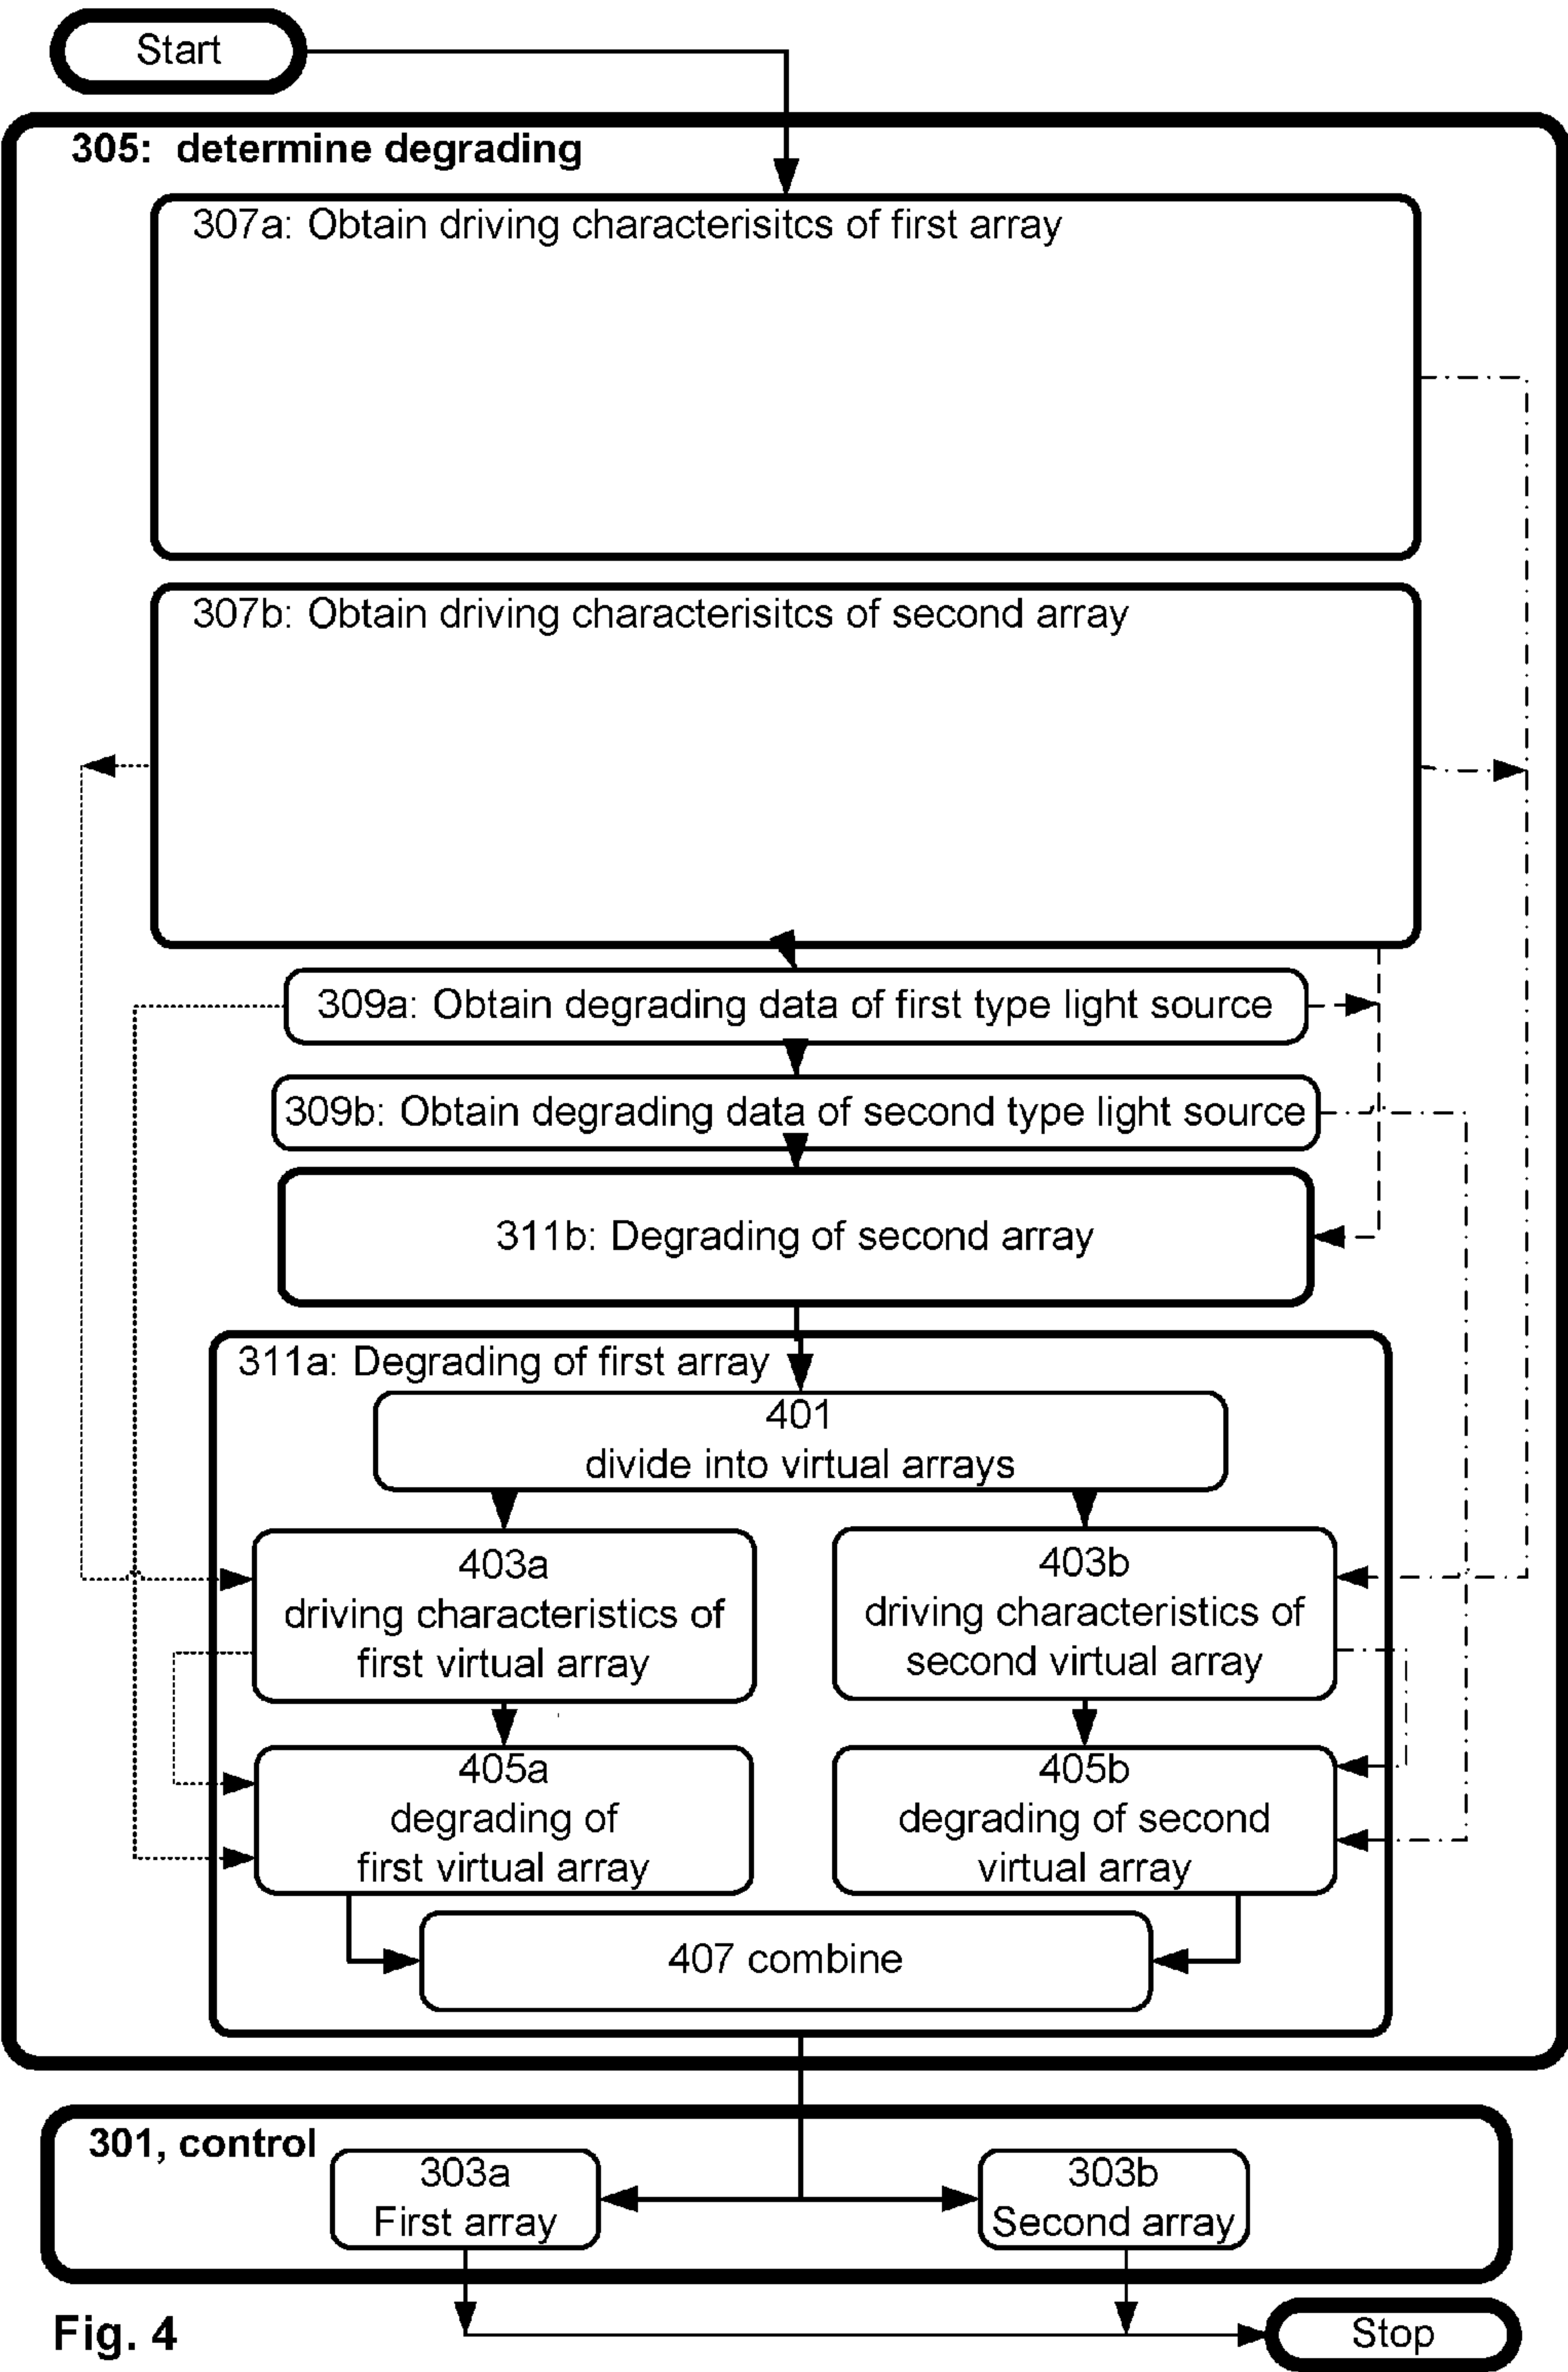 Start
305: determine degrading
307a: Obtain driving characterisitcs of first array
307b: Obtain driving characterisitcs of second array
309a: Obtain degrading data of first type light source
309b: Obtain degrading data of second type light source
311b: Degrading of second array
311a: Degrading of first array
401
divide into virtual arrays
403a
driving characteristics of
first virtual array
403b
driving characteristics of
second virtual array
405a
degrading of
first virtual array
405b
degrading of second
virtual array
407 combine
301, control
303a
First array
303b
Second array
Fig. 4
Stop